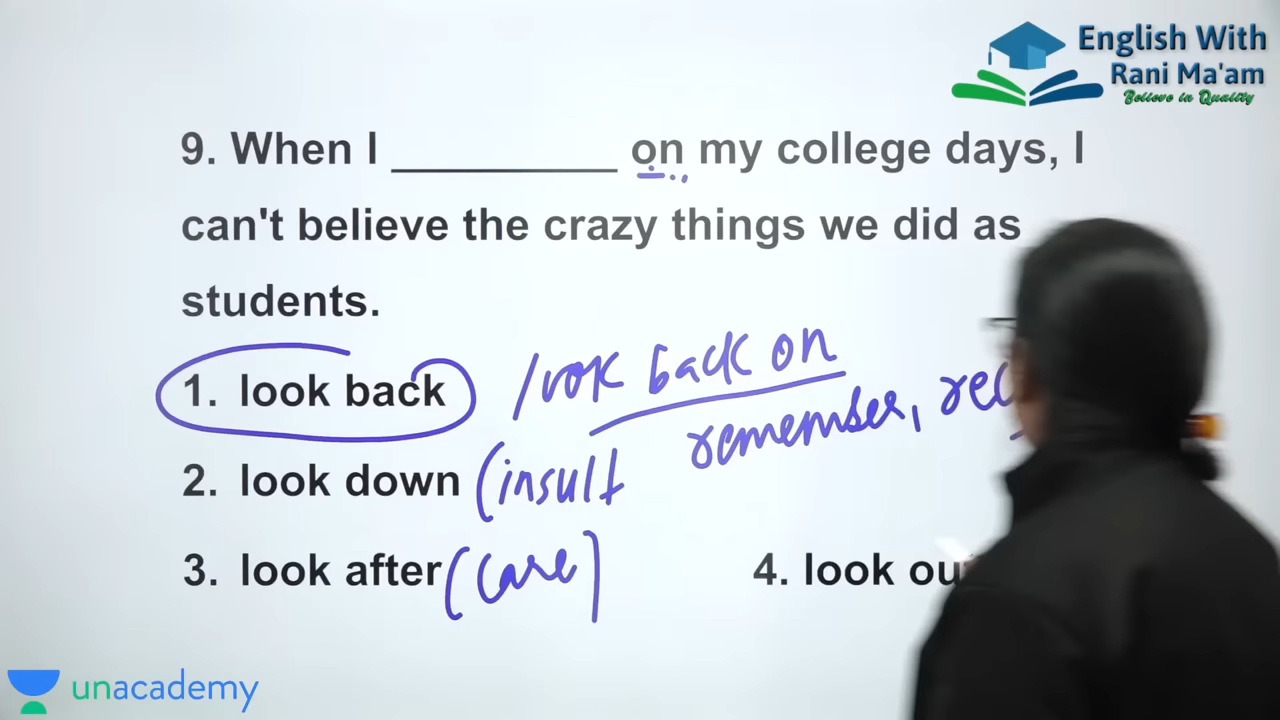 English With
Rani Ma'am
Believe in Quality
9. When I __________ on my college days, I
can't believe the crazy things we did as
students.
1. look back
look back on
remember,
2. look down (insult
3. look after (care)
4. look
unacademy